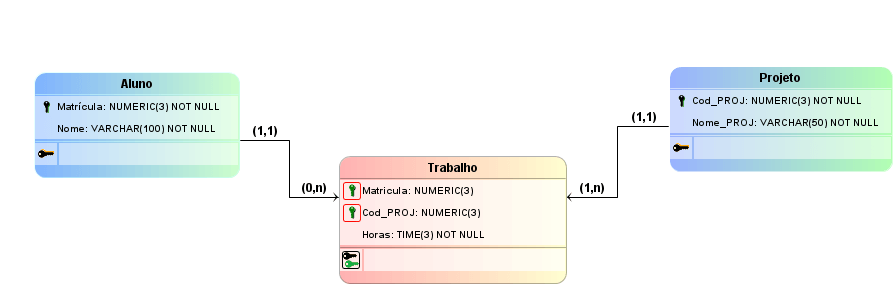 Aluno
Matrícula: NUMERIC(3) NOT NULL
Nome: VARCHAR(100) NOT NULL
(1,1)
(0,n)
Trabalho
Matricula: NUMERIC(3)
Cod_PROJ: NUMERIC(3)
Horas: TIME(3) NOT NULL
(1,n)
(1,1)
Projeto
Cod_PROJ: NUMERIC(3) NOT NULL
Nome_PROJ: VARCHAR(50) NOT NULL